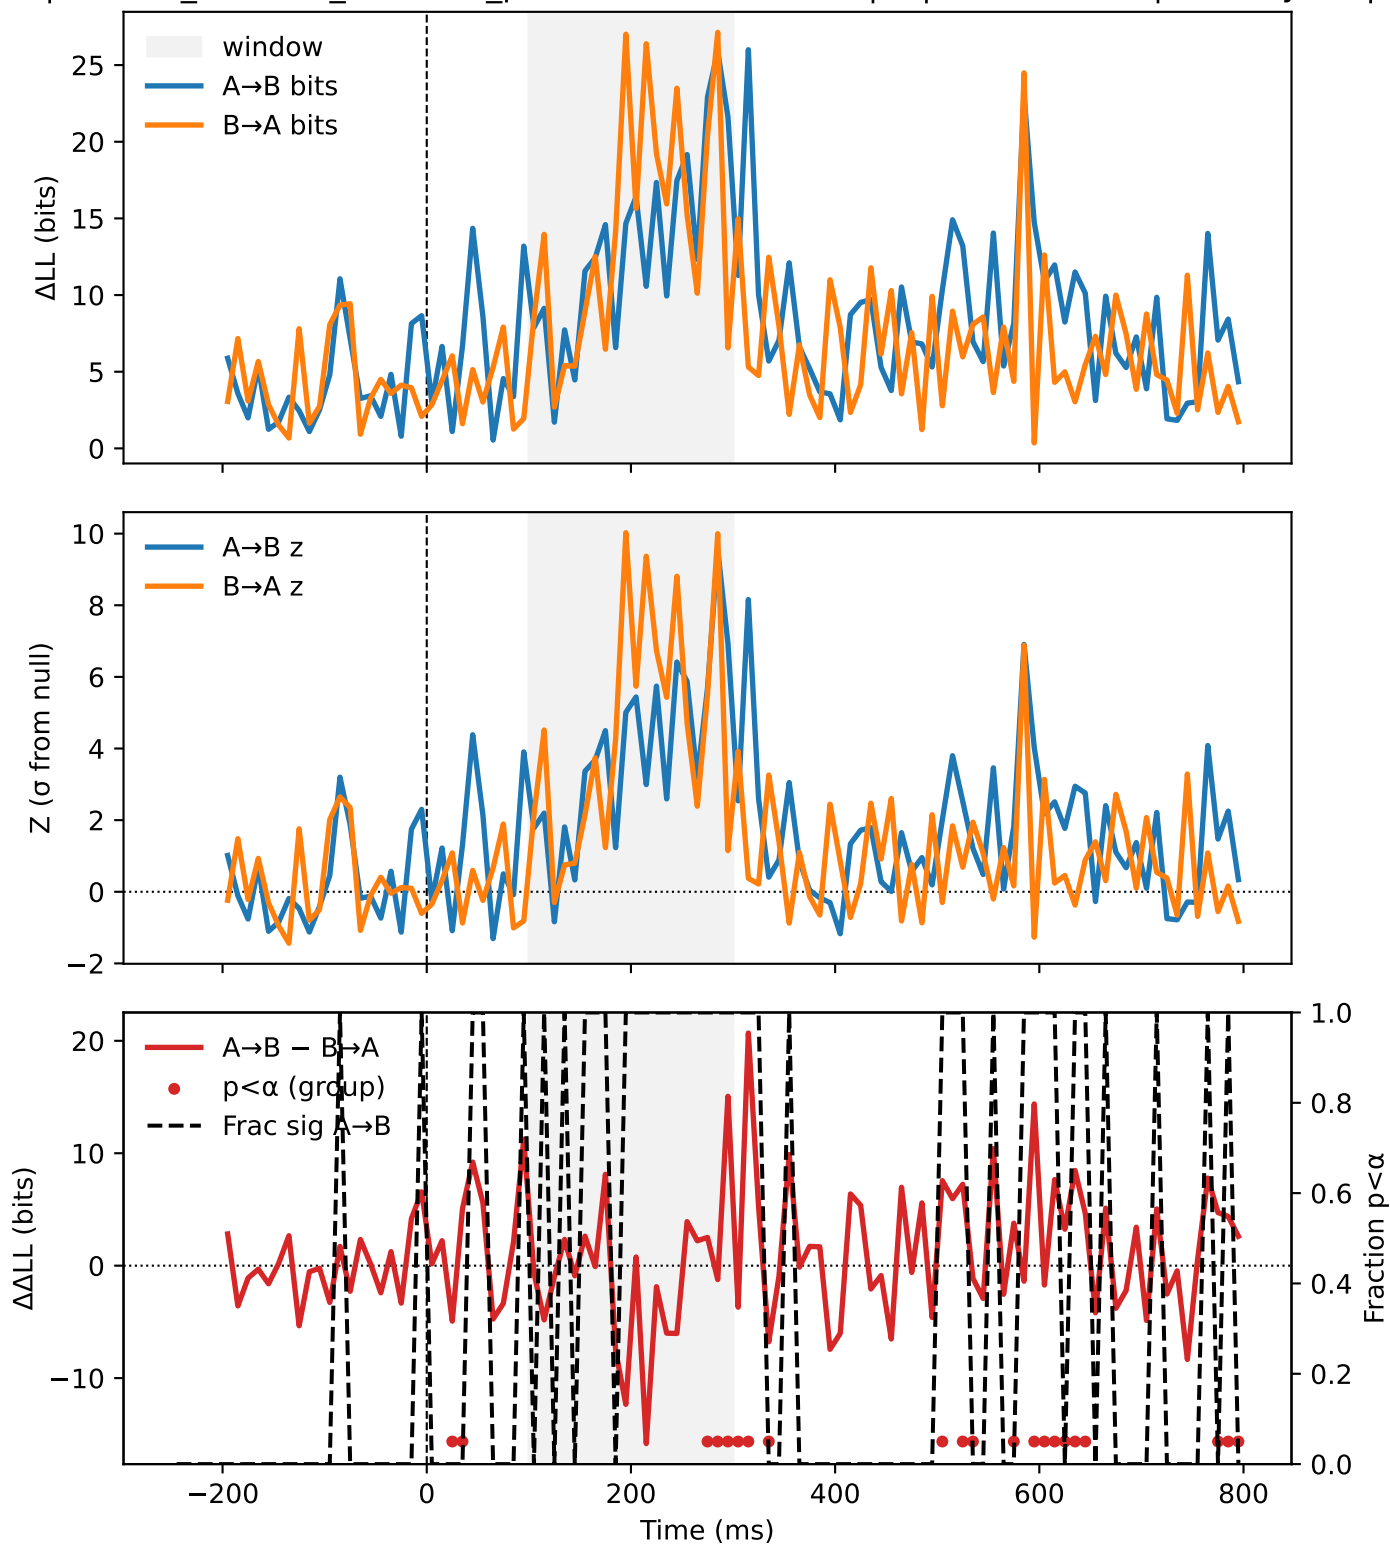 window
A→B bits
B→A bits
ΔLL (bits)
25
20
15
10
5
0
A→B z
B→A z
Z (σ from null)
10
8
6
4
2
0
−2
A→B − B→A
p<α (group)
Frac sig A→B
ΔΔLL (bits)
20
10
0
−10
1.0
0.8
0.6
0.4
0.2
0.0
Fraction p<α
−200 0 200 400 600 800
Time (ms)